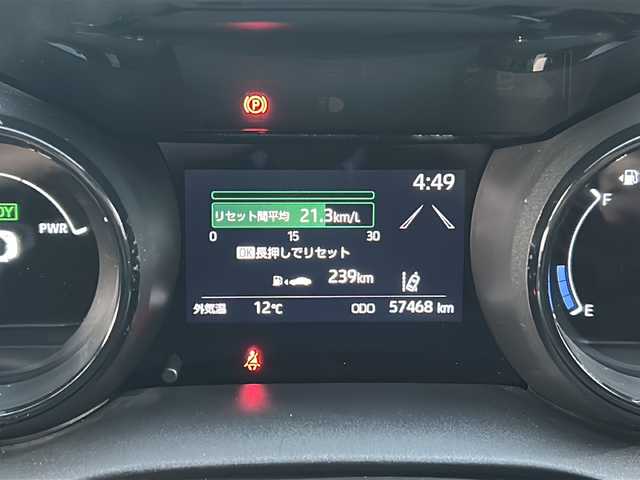 P
4:49
リセット間平均 21.3km/L
0 15 30
OK長押しでリセット
239km
外気温 12℃ ODO 57468 km
DY
PWR
F
E